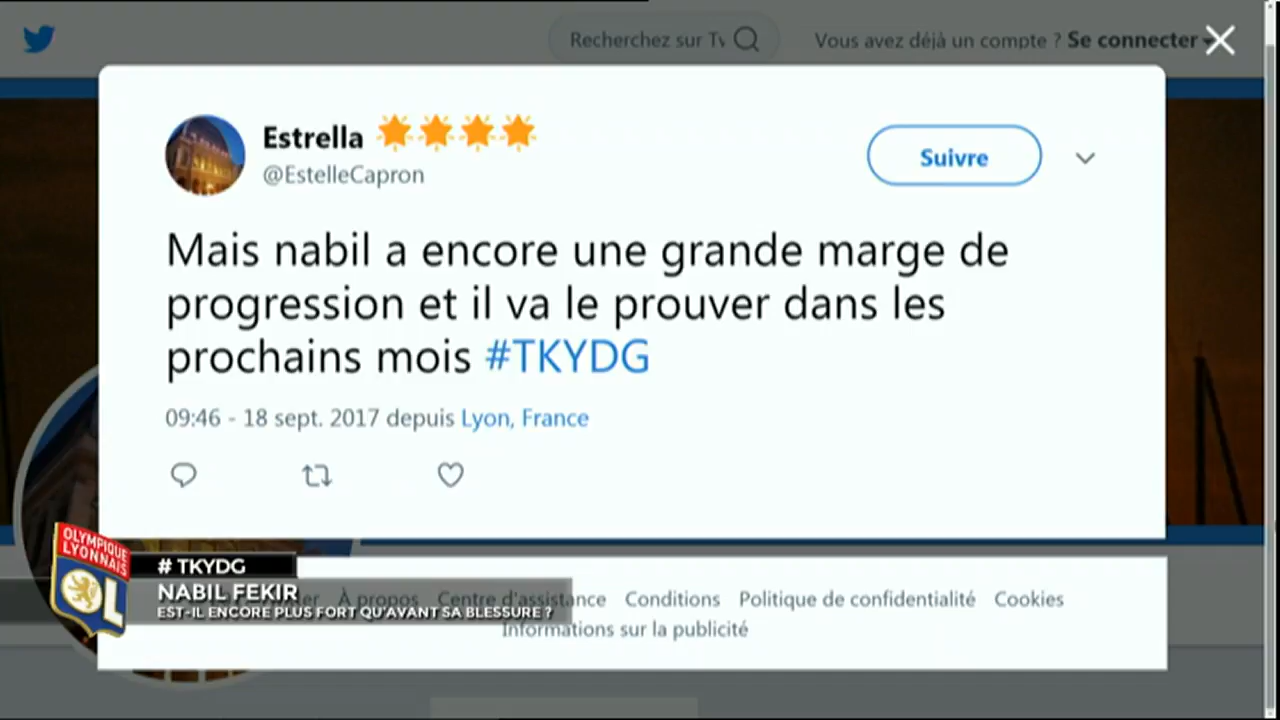 Recherchez sur Tw
Vous avez déjà un compte ? Se connecter
Estrella
@EstelleCapron
Suivre
Mais nabil a encore une grande marge de
progression et il va le prouver dans les
prochains mois #TKYDG
09:46 - 18 sept. 2017 depuis Lyon, France
OLYMPIQUE
LYONNAIS
OL
# TKYDG
NABIL FEKIR
EST-IL ENCORE PLUS FORT QU'AVANT SA BLESSURE ?
À propos Centre d'assistance Conditions Politique de confidentialité Cookies
Informations sur la publicité